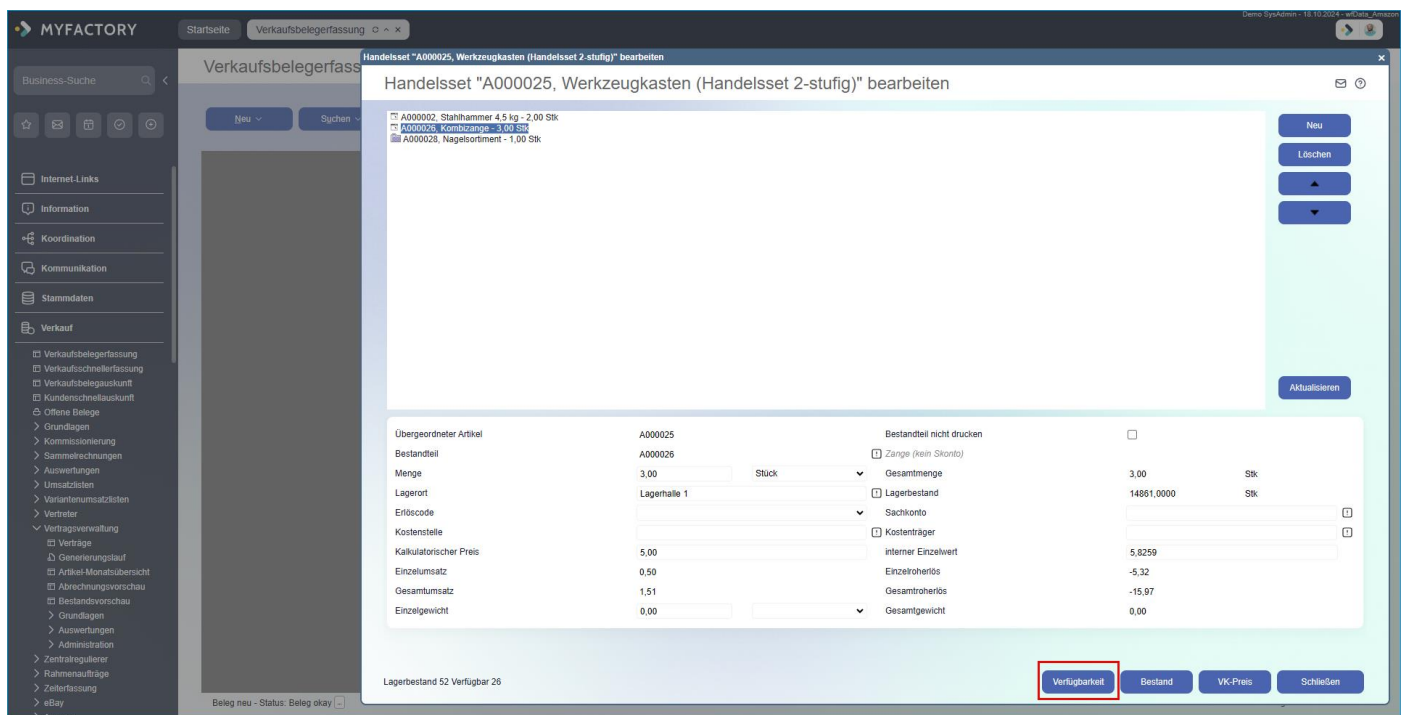 Demo SysAdmin - 18.10.2024 - wfData_Amazon
MYFACTORY
Startseite
Verkaufsbelegerfassung
Business-Suche
Verkaufsbelegerfass
Neu
Suchen
Internet-Links
Information
Koordination
Kommunikation
Stammdaten
Verkauf
Verkaufsbelegerfassung
Verkaufsschnellerfassung
Verkaufsbelegauskunft
Kundenschnellauskunft
Offene Belege
Grundlagen
Kommissionierung
Sammelrechnungen
Auswertungen
Umsatzlisten
Variantenumsatzlisten
Vertreter
Vertragsverwaltung
Verträge
Generierungslauf
Artikel-Monatsübersicht
Abrechnungsvorschau
Bestandsvorschau
Grundlagen
Auswertungen
Administration
Zentralregulierer
Rahmenaufträge
Zeiterfassung
eBay
Handelsset "A000025, Werkzeugkasten (Handelsset 2-stufig)" bearbeiten
Handelsset "A000025, Werkzeugkasten (Handelsset 2-stufig)" bearbeiten
A000002, Stahlhammer 4,5 kg - 2,00 Stk
A000026, Kombizange - 3,00 Stk
A000028, Nagelsortiment - 1,00 Stk
Neu
Löschen
Aktualisieren
Übergeordneter Artikel A000025 Bestandteil nicht drucken
Bestandteil A000026 Zange (kein Skonto)
Menge 3,00 Stück Gesamtmenge 3,00 Stk
Lagerort Lagerhalle 1 Lagerbestand 14861,0000 Stk
Erlöscode Sachkonto
Kostenstelle Kostenträger
Kalkulatorischer Preis 5,00 interner Einzelwert 5,8259
Einzelumsatz 0,50 Einzelroherlös -5,32
Gesamtumsatz 1,51 Gesamtroherlös -15,97
Einzelgewicht 0,00 Gesamtgewicht 0,00
Lagerbestand 52 Verfügbar 26
Verfügbarkeit
Bestand
VK-Preis
Schließen
Beleg neu - Status: Beleg okay